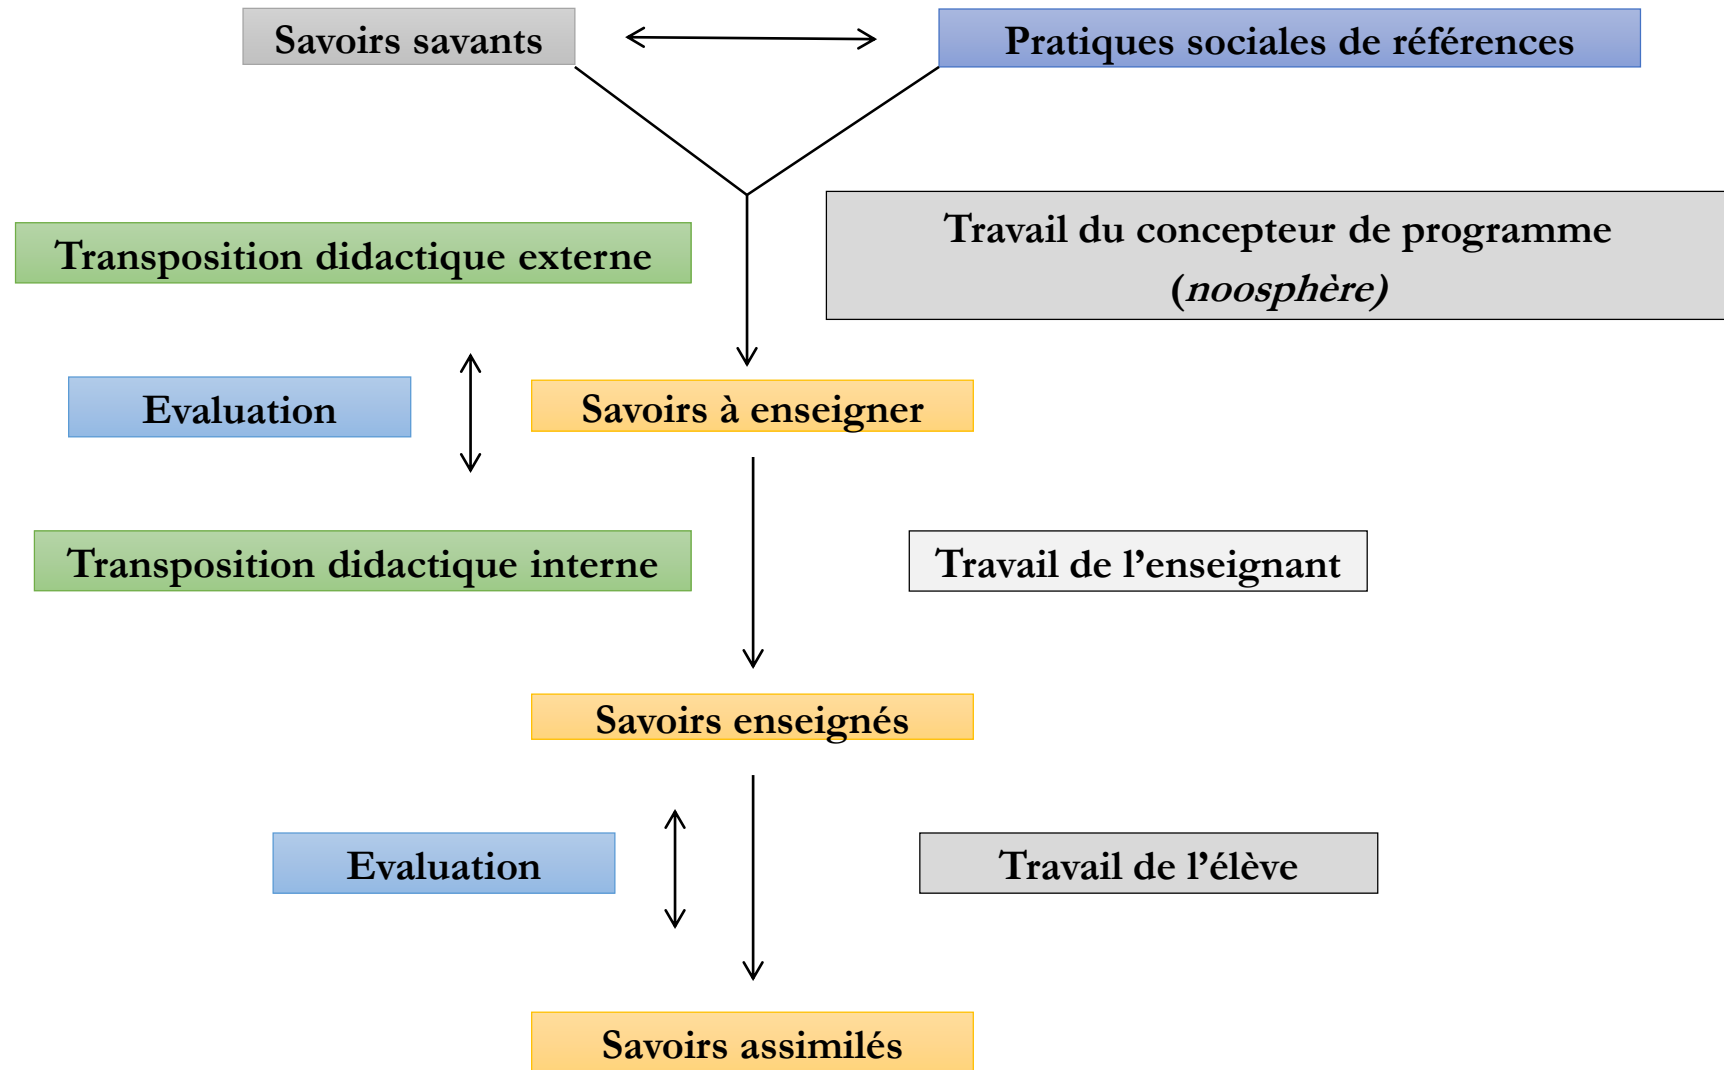 Savoirs savants
Pratiques sociales de références
Transposition didactique externe
Travail du concepteur de programme
(noosphère)
Evaluation
Savoirs à enseigner
Transposition didactique interne
Travail de l’enseignant
Savoirs enseignés
Evaluation
Travail de l’élève
Savoirs assimilés